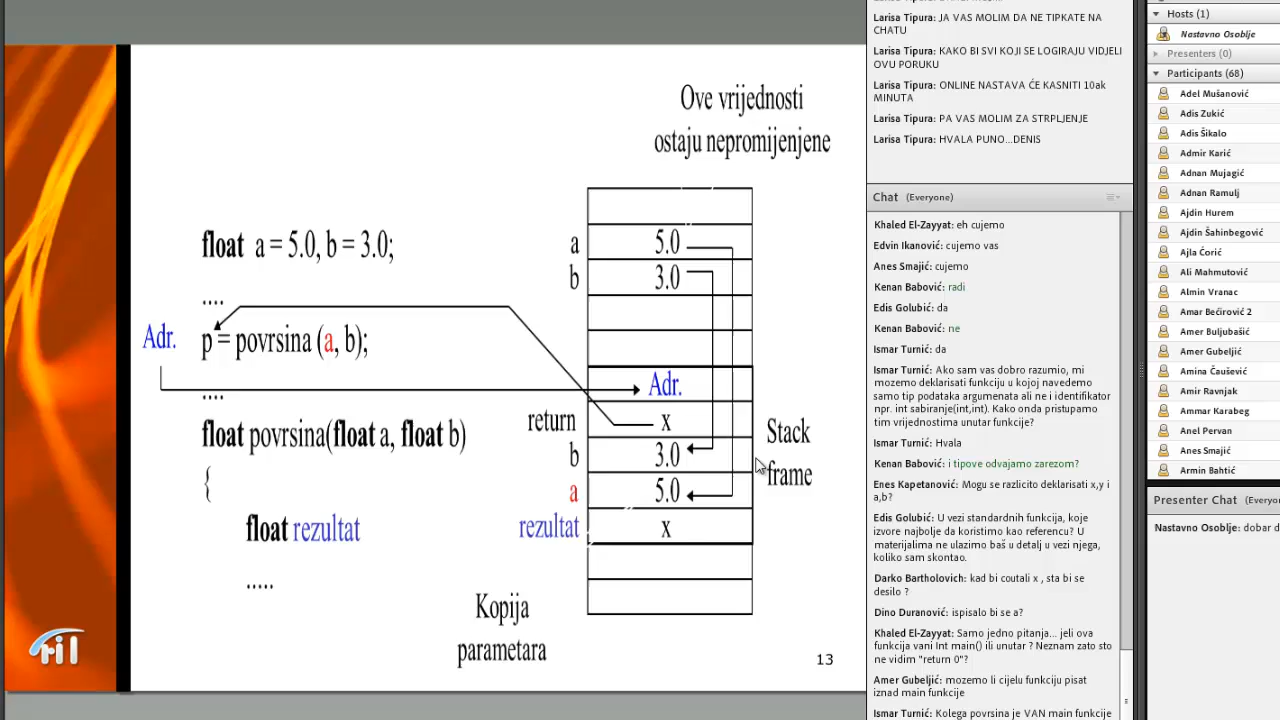 Ove vrijednosti
ostaju nepromijenjene
float a = 5.0, b = 3.0;
....
Adr. p = povrsina (a, b);
....
float povrsina(float a, float b)
{
float rezultat
.....
a 5.0
b 3.0
Adr.
return x
b 3.0
a 5.0
rezultat x
Stack
frame
Kopija
parametara
13
ril
Larisa Tipura: JA VAS MOLIM DA NE TIPKATE NA
CHATU
Larisa Tipura: KAKO BI SVI KOJI SE LOGIRAJU VIDJELI
OVU PORUKU
Larisa Tipura: ONLINE NASTAVA ĆE KASNITI 10ak
MINUTA
Larisa Tipura: PA VAS MOLIM ZA STRPLJENJE
Larisa Tipura: HVALA PUNO...DENIS
Chat (Everyone)
Khaled El-Zayyat: eh cujemo
Edvin Ikanović: cujemo vas
Anes Smajić: cujemo
Kenan Babović: radi
Edis Golubić: da
Kenan Babović: ne
Ismar Turnić: da
Ismar Turnić: Ako sam vas dobro razumio, mi
mozemo deklarisati funkciju u kojoj navedemo
samo tip podataka argumenata ali ne i identifikator
npr. int sabiranje(int,int). Kako onda pristupamo
tim vrijednostima unutar funkcije?
Ismar Turnić: Hvala
Kenan Babović: i tipove odvajamo zarezom?
Enes Kapetanović: Mogu se razlicito deklarisati x,y i
a,b?
Edis Golubić: U vezi standardnih funkcija, koje
izvore najbolje da koristimo kao referencu? U
materijalima ne ulazimo baš u detalj u vezi njega,
koliko sam skontao.
Darko Bartholovich: kad bi coutali x , sta bi se
desilo ?
Dino Duranović: ispisalo bi se a?
Khaled El-Zayyat: Samo jedno pitanja... jeli ova
funkcija vani Int main() ili unutar ? Neznam zato sto
ne vidim "return 0"?
Amer Gubeljić: mozemo li cijelu funkciju pisat
iznad main funkcije
Ismar Turnić: Kolega povrsina je VAN main funkcije
Hosts (1)
Nastavno Osoblje
Presenters (0)
Participants (68)
Adel Mušanović
Adis Zukić
Adis Šikalo
Admir Karić
Adnan Mujagić
Adnan Ramulj
Ajdin Hurem
Ajdin Šahinbegović
Ajla Ćorić
Ali Mahmutović
Almin Vranac
Amar Bećirović 2
Amer Buljubašić
Amer Gubeljić
Amina Čaušević
Amir Ravnjak
Ammar Karabeg
Anel Pervan
Anes Smajić
Armin Bahtić
Presenter Chat (Everyon
Nastavno Osoblje: dobar d